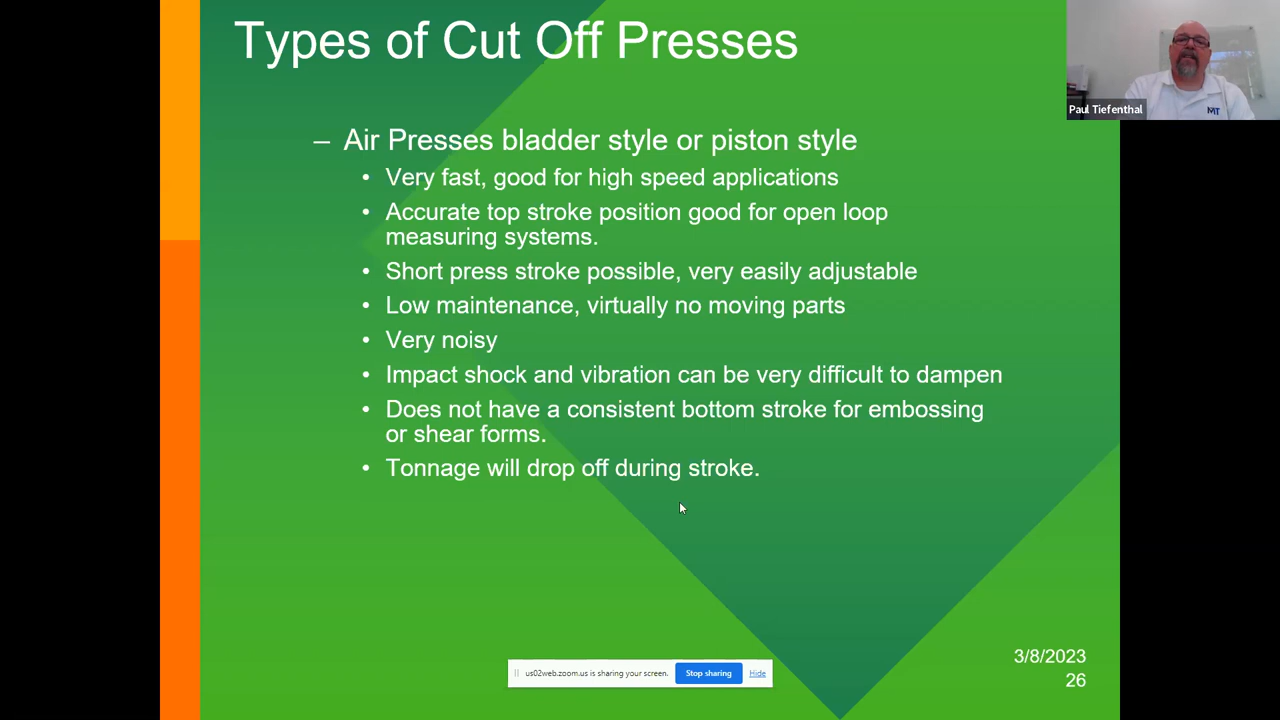 Types of Cut Off Presses
Paul Tiefenthal
MT
– Air Presses bladder style or piston style
• Very fast, good for high speed applications
• Accurate top stroke position good for open loop
measuring systems.
• Short press stroke possible, very easily adjustable
• Low maintenance, virtually no moving parts
• Very noisy
• Impact shock and vibration can be very difficult to dampen
• Does not have a consistent bottom stroke for embossing
or shear forms.
• Tonnage will drop off during stroke.
3/8/2023
us02web.zoom.us is sharing your screen. Stop sharing Hide
26